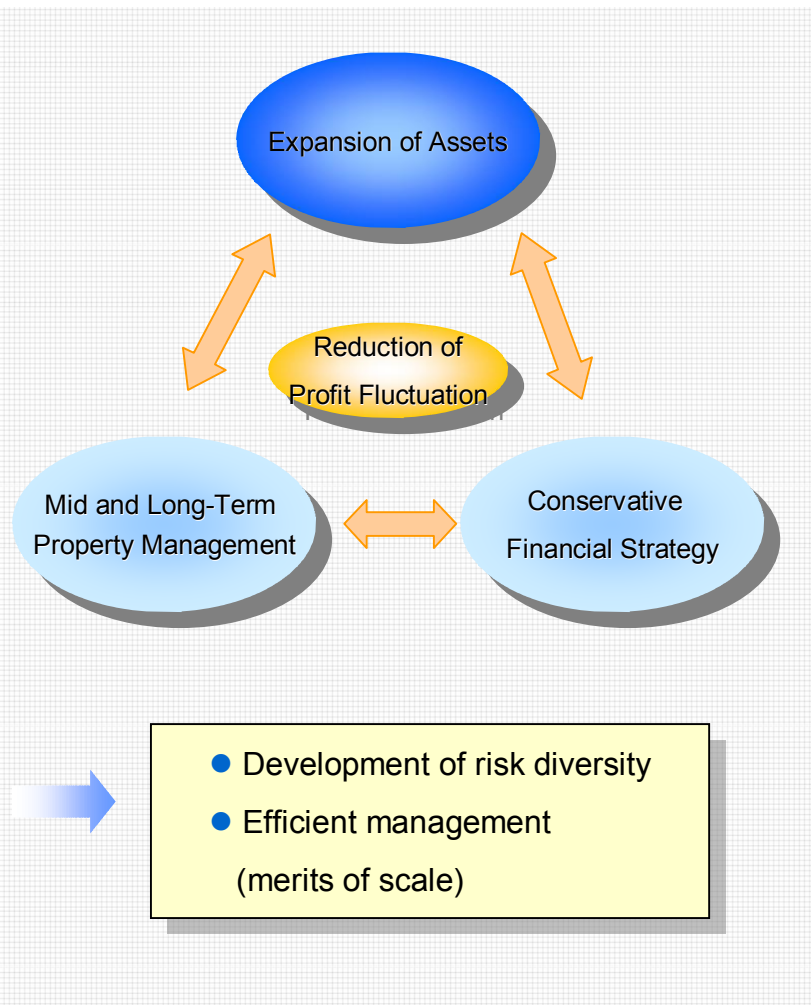 Expansion of Assets
Reduction of
Profit Fluctuation
Mid and Long-Term
Property Management
Conservative
Financial Strategy
● Development of risk diversity
● Efficient management
(merits of scale)